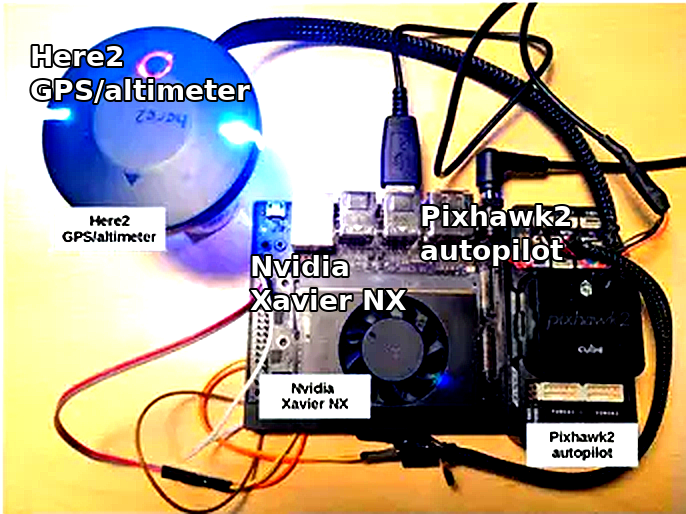 Here2
GPS/altimeter
here2
Here2
GPS/altimeter
Pixhawk2
autopilot
Nvidia
Xavier NX
pixhawk2
cube
Nvidia
Xavier NX
Pixhawk2
autopilot